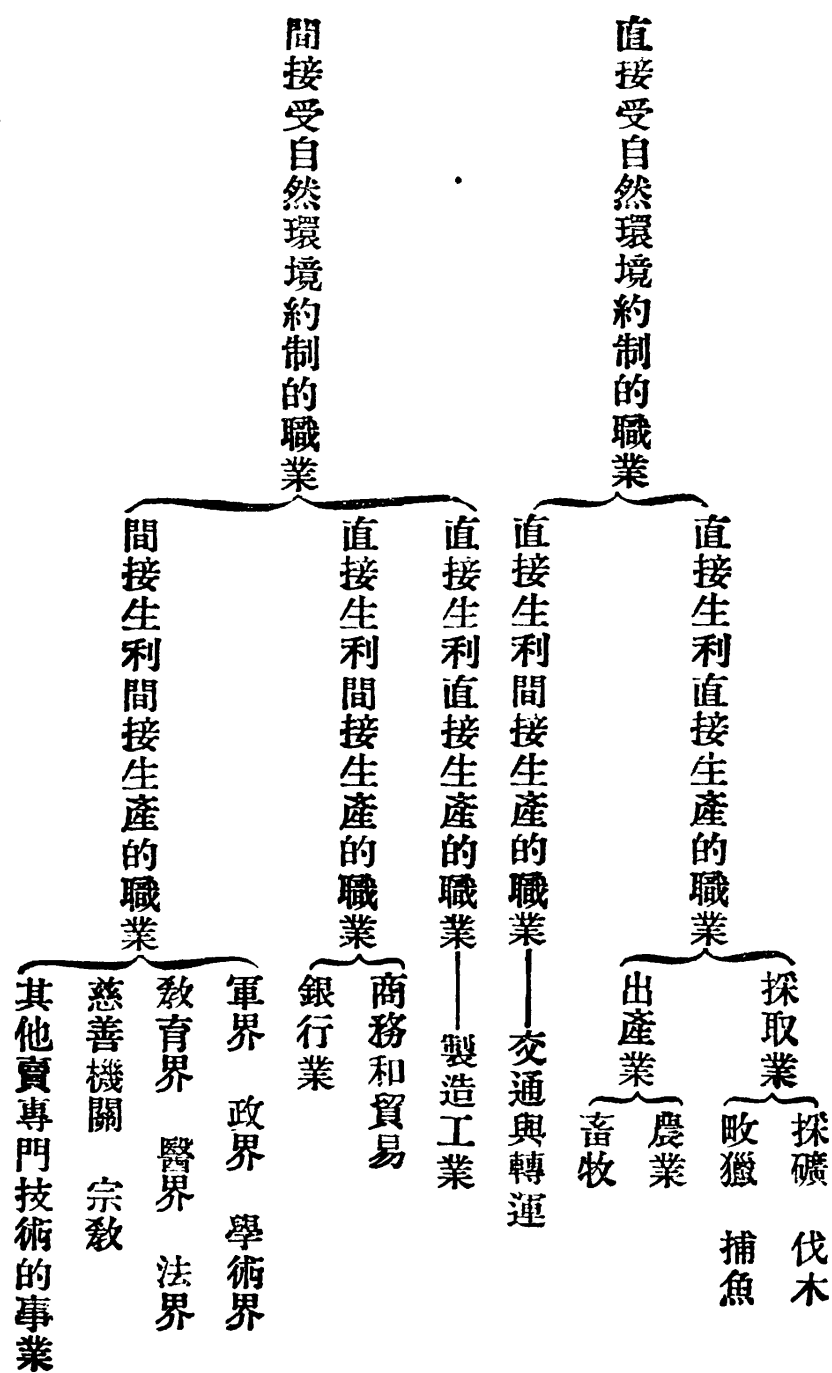 直接受自然環境約制的職業
直接生利直接生產的職業
採取業
採礦 伐木
畋獵 捕魚
出產業
農業
畜牧
直接生利間接生產的職業
交通與轉運
間接受自然環境約制的職業
直接生利直接生產的職業
製造工業
直接生利間接生產的職業
商務和貿易
銀行業
間接生利間接生產的職業
軍界 政界 學術界
教育界 醫界 法界
慈善機關 宗教
其他賣專門技術的事業